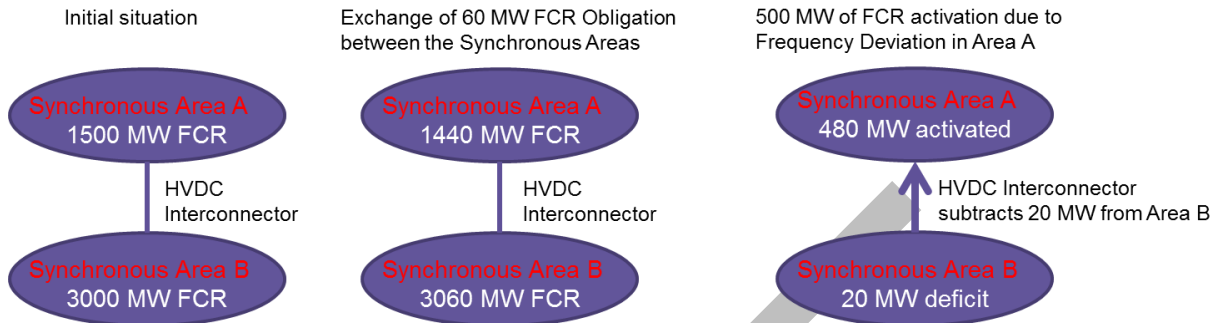 Initial situation
Synchronous Area A
1500 MW FCR
HVDC
Interconnector
Synchronous Area B
3000 MW FCR
Exchange of 60 MW FCR Obligation
between the Synchronous Areas
Synchronous Area A
1440 MW FCR
HVDC
Interconnector
Synchronous Area B
3060 MW FCR
500 MW of FCR activation due to
Frequency Deviation in Area A
Synchronous Area A
480 MW activated
HVDC Interconnector
subtracts 20 MW from Area B
Synchronous Area B
20 MW deficit